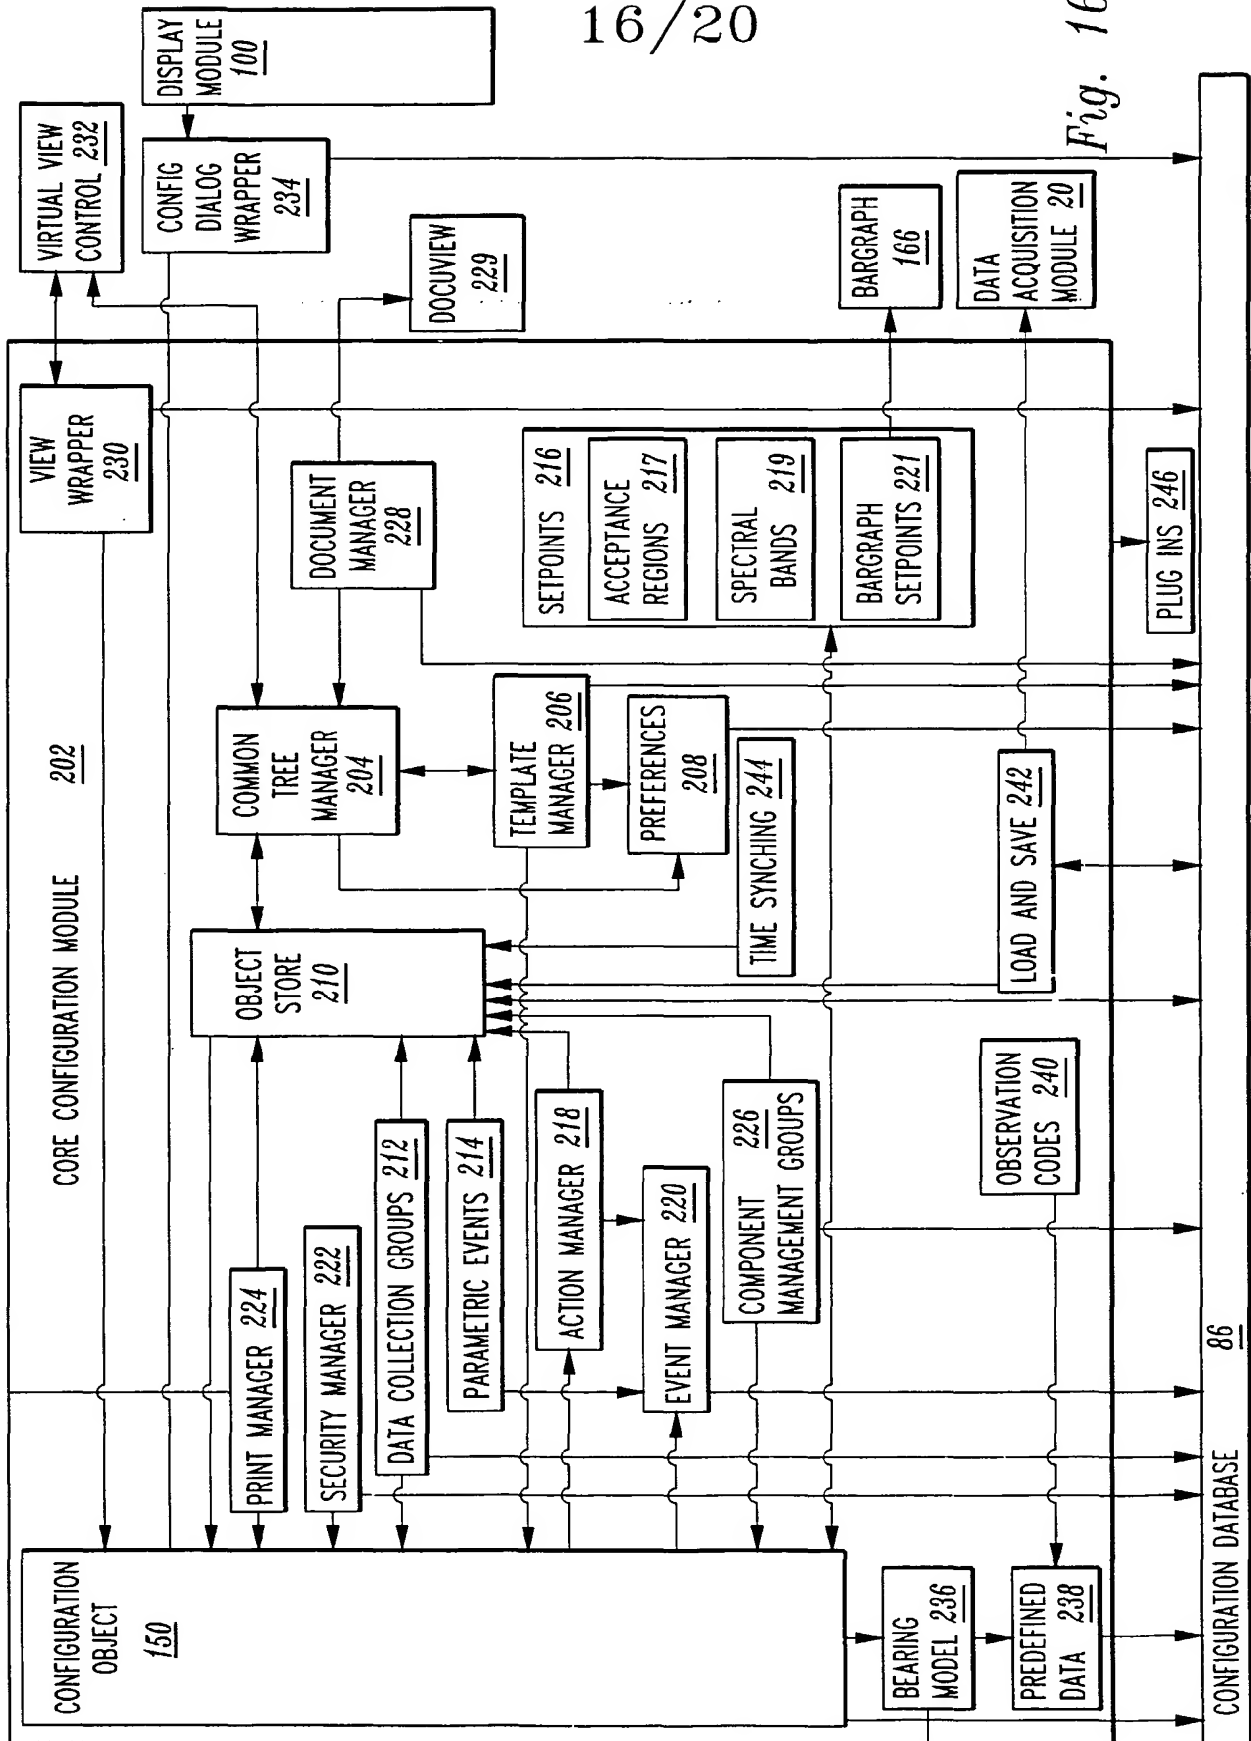 16/20
Fig. 16
CORE CONFIGURATION MODULE 202
CONFIGURATION
OBJECT
150
PRINT MANAGER 224
SECURITY MANAGER 222
DATA COLLECTION GROUPS 212
PARAMETRIC EVENTS 214
ACTION MANAGER 218
EVENT MANAGER 220
COMPONENT 226
MANAGEMENT GROUPS
OBSERVATION
CODES 240
BEARING
MODEL 236
PREDEFINED
DATA 238
OBJECT
STORE
210
COMMON
TREE
MANAGER
204
TEMPLATE
MANAGER 206
PREFERENCES
208
TIME SYNCHING 244
LOAD AND SAVE 242
VIEW
WRAPPER
230
DOCUMENT
MANAGER
228
SETPOINTS 216
ACCEPTANCE
REGIONS 217
SPECTRAL
BANDS 219
BARGRAPH
SETPOINTS 221
PLUG INS 246
VIRTUAL VIEW
CONTROL 232
DISPLAY
MODULE
100
CONFIG
DIALOG
WRAPPER
234
DOCUVIEW
229
BARGRAPH
166
DATA
ACQUISITION
MODULE 20
CONFIGURATION DATABASE 86